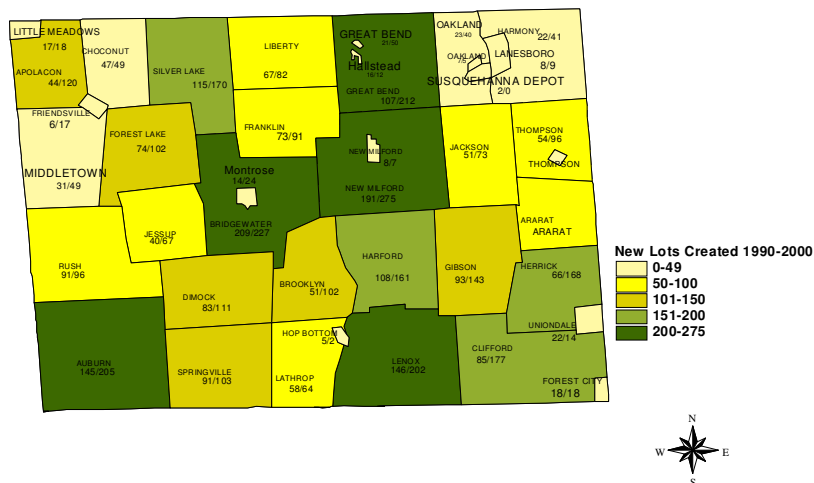 LITTLE MEADOWS
17/18
APOLACON
44/120
CHOCONUT
47/49
SILVER LAKE
115/170
LIBERTY
67/82
GREAT BEND
21/50
Hallstead
16/12
GREAT BEND
107/212
OAKLAND
23/40
OAKLAND
HARMONY
22/41
LANESBORO
8/9
SUSQUEHANNA DEPOT
2/0
FRIENDSVILLE
6/17
FOREST LAKE
74/102
FRANKLIN
73/91
MIDDLETOWN
31/49
Montrose
14/24
BRIDGEWATER
209/227
NEW MILFORD
8/7
NEW MILFORD
191/275
JACKSON
51/73
THOMPSON
54/96
THOMPSON
ARARAT
ARARAT
JESSUP
40/67
RUSH
91/96
DIMOCK
83/111
BROOKLYN
51/102
HARFORD
108/161
GIBSON
93/143
HERRICK
66/168
UNIONDALE
22/14
AUBURN
145/205
SPRINGVILLE
91/103
HOP BOTTOM
5/2
LATHROP
58/64
LENOX
146/202
CLIFFORD
85/177
FOREST CITY
18/18
New Lots Created 1990-2000
0-49
50-100
101-150
151-200
200-275
N
W
E
S